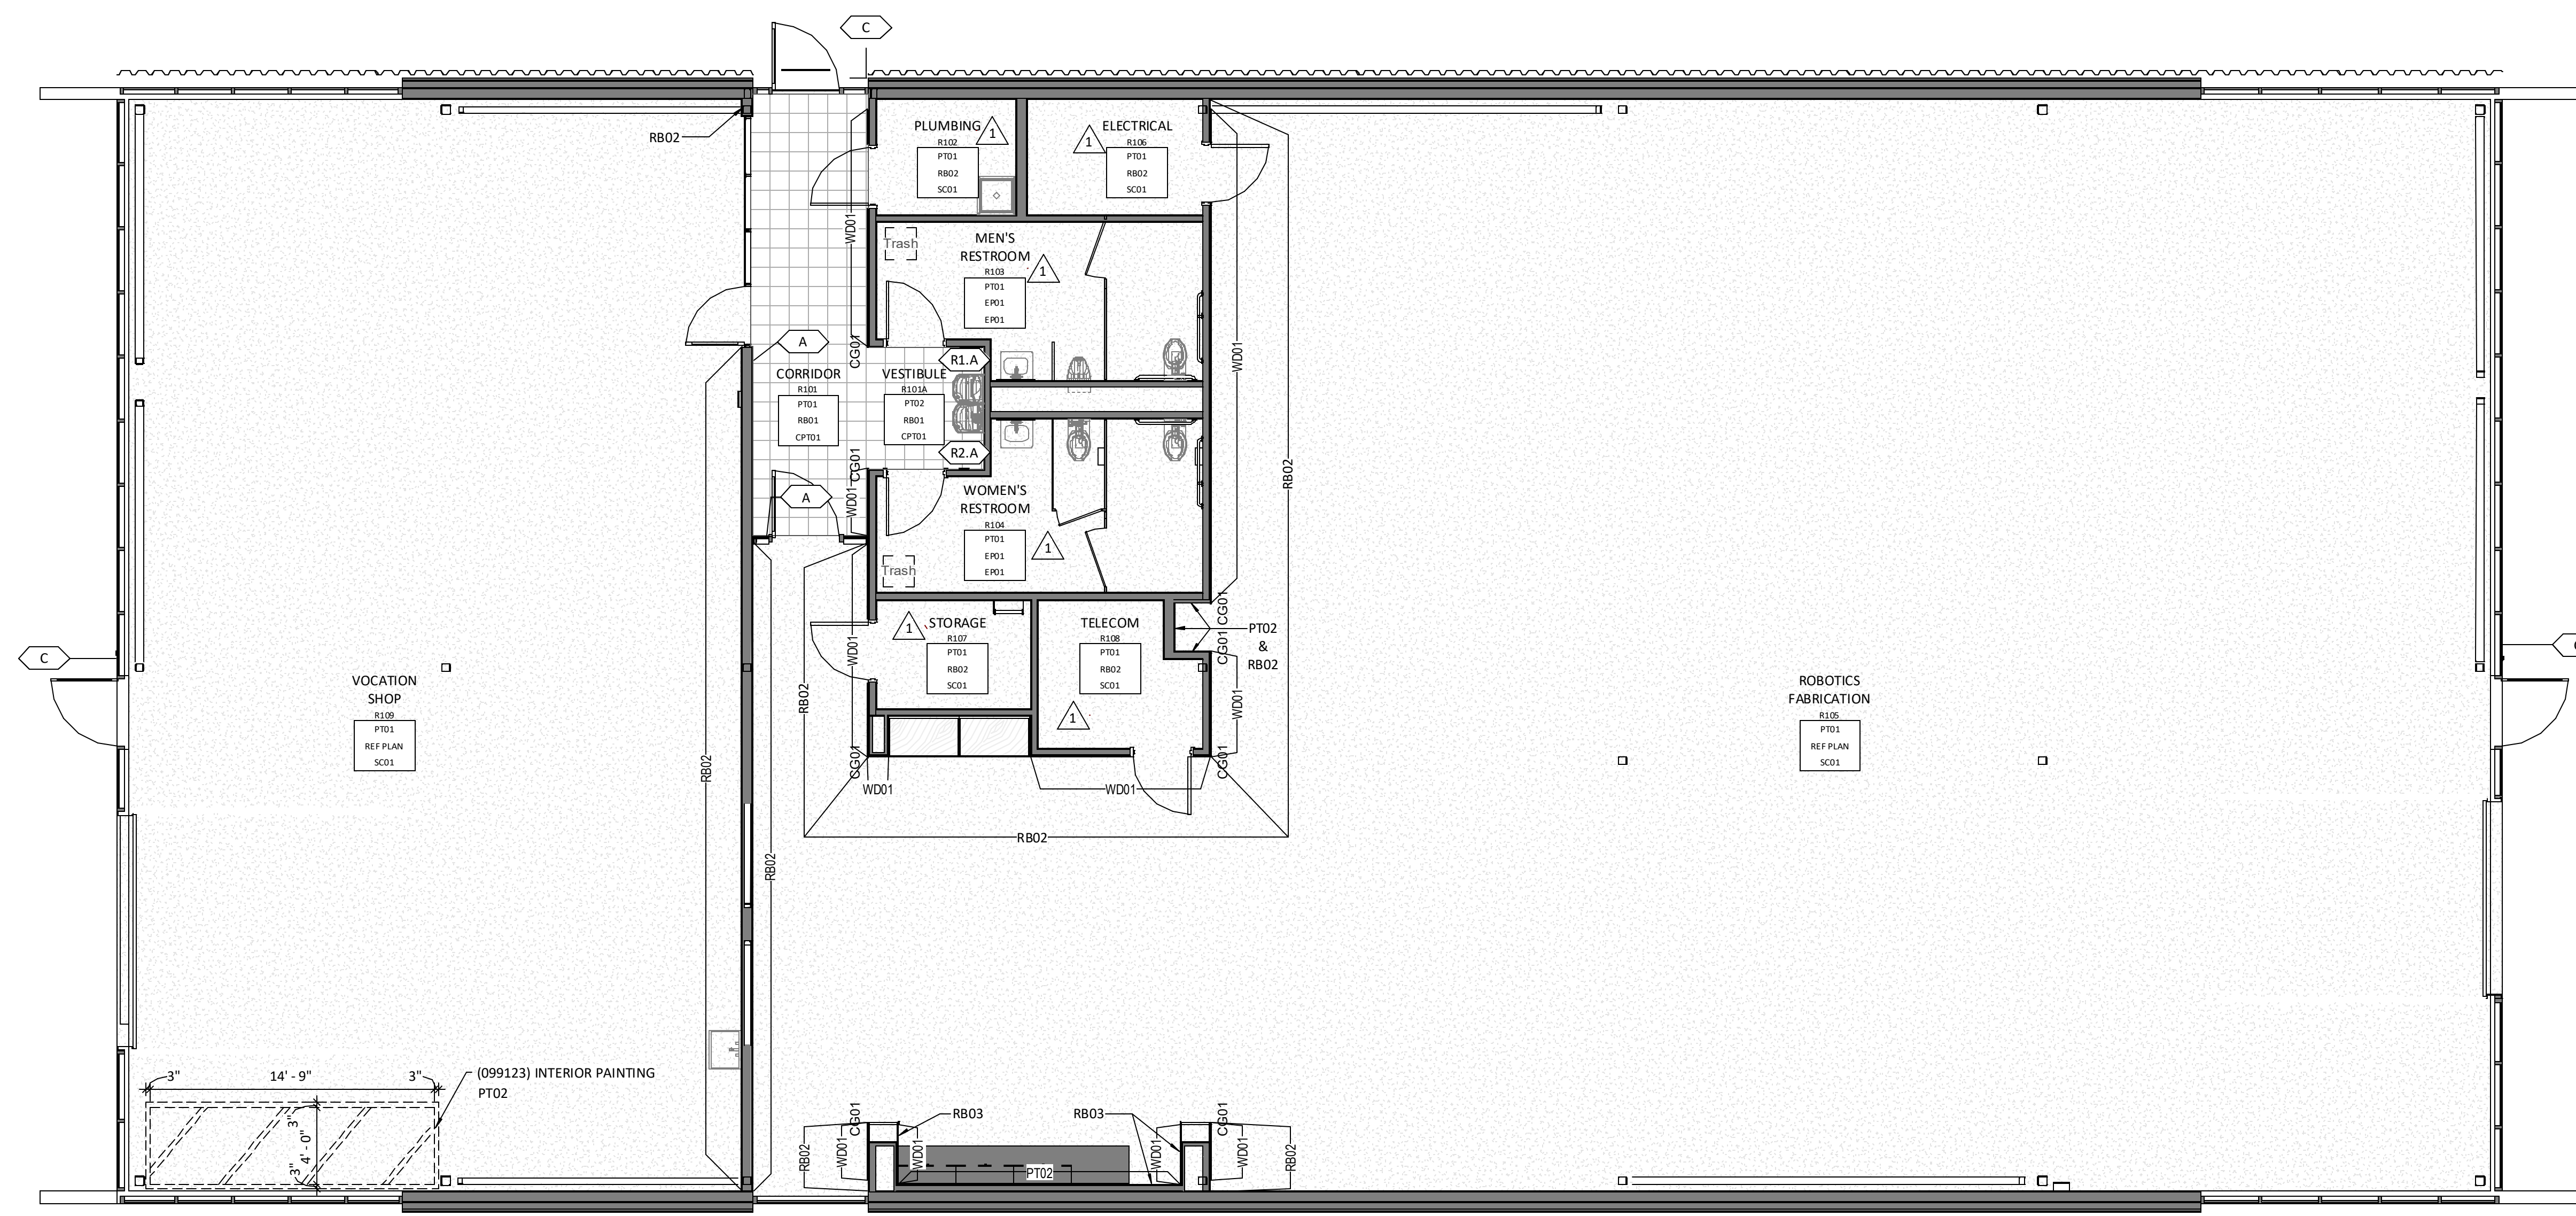 C
RB02
PLUMBING
1
R102
PT01
RB02
SC01
1
ELECTRICAL
R106
PT01
RB02
SC01
WD01
Trash
MEN'S
RESTROOM
1
R103
PT01
EP01
EP01
WD01
A
CG01
R1.A
CORRIDOR
R101
PT01
RB01
CPT01
VESTIBULE
R101A
PT02
RB01
CPT01
R2.A
CG01
A
WD01
WOMEN'S
RESTROOM
R104
PT01
EP01
EP01
1
Trash
RB02
CG01
CG01
PT02
&
RB02
1
STORAGE
R107
PT01
RB02
SC01
TELECOM
R108
PT01
RB02
SC01
1
WD01
RB02
WD01
C
VOCATION
SHOP
R109
PT01
REF PLAN
SC01
ROBOTICS
FABRICATION
R105
PT01
REF PLAN
SC01
RB02
CG01
CG01
WD01
WD01
RB02
RB02
3"
14' - 9"
3"
(099123) INTERIOR PAINTING
PT02
3"
4' - 0"
3"
CG01
RB03
RB03
CG01
RB02
WD01
WD01
PT02
WD01
WD01
RB02